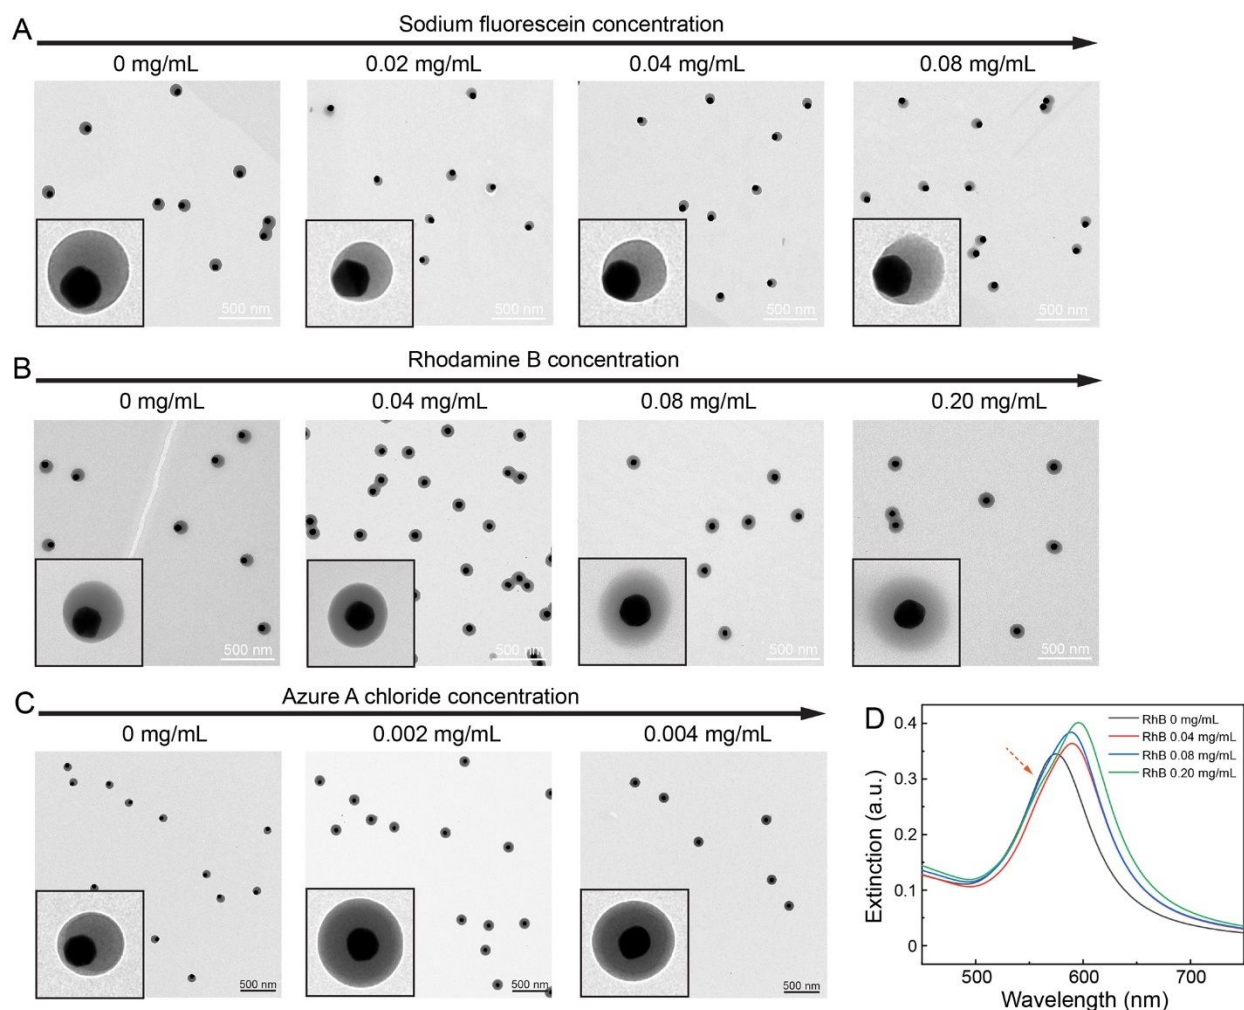 A
Sodium fluorescein concentration
0 mg/mL
0.02 mg/mL
0.04 mg/mL
0.08 mg/mL
500 nm
500 nm
500 nm
500 nm
B
Rhodamine B concentration
0 mg/mL
0.04 mg/mL
0.08 mg/mL
0.20 mg/mL
500 nm
500 nm
500 nm
500 nm
C
Azure A chloride concentration
0 mg/mL
0.002 mg/mL
0.004 mg/mL
500 nm
500 nm
500 nm
D
RhB 0 mg/mL
RhB 0.04 mg/mL
RhB 0.08 mg/mL
RhB 0.20 mg/mL
Extinction (a.u.)
0.4
0.3
0.2
0.1
0
500
600
700
Wavelength (nm)